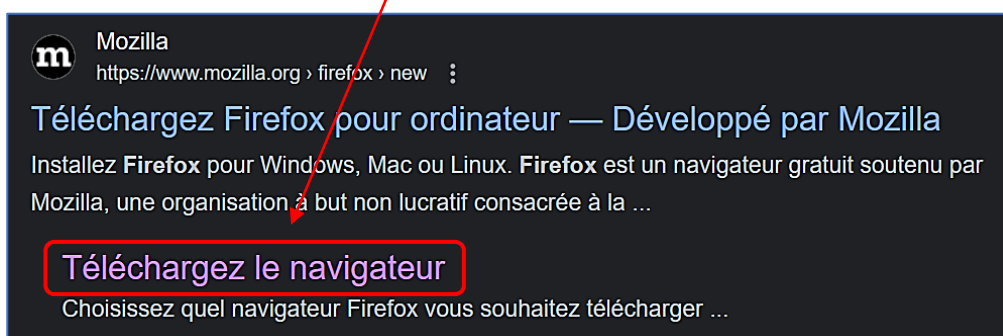 m
Mozilla
https://www.mozilla.org › firefox › new
Téléchargez Firefox pour ordinateur — Développé par Mozilla
Installez Firefox pour Windows, Mac ou Linux. Firefox est un navigateur gratuit soutenu par
Mozilla, une organisation à but non lucratif consacrée à la ...
Téléchargez le navigateur
Choisissez quel navigateur Firefox vous souhaitez télécharger ...